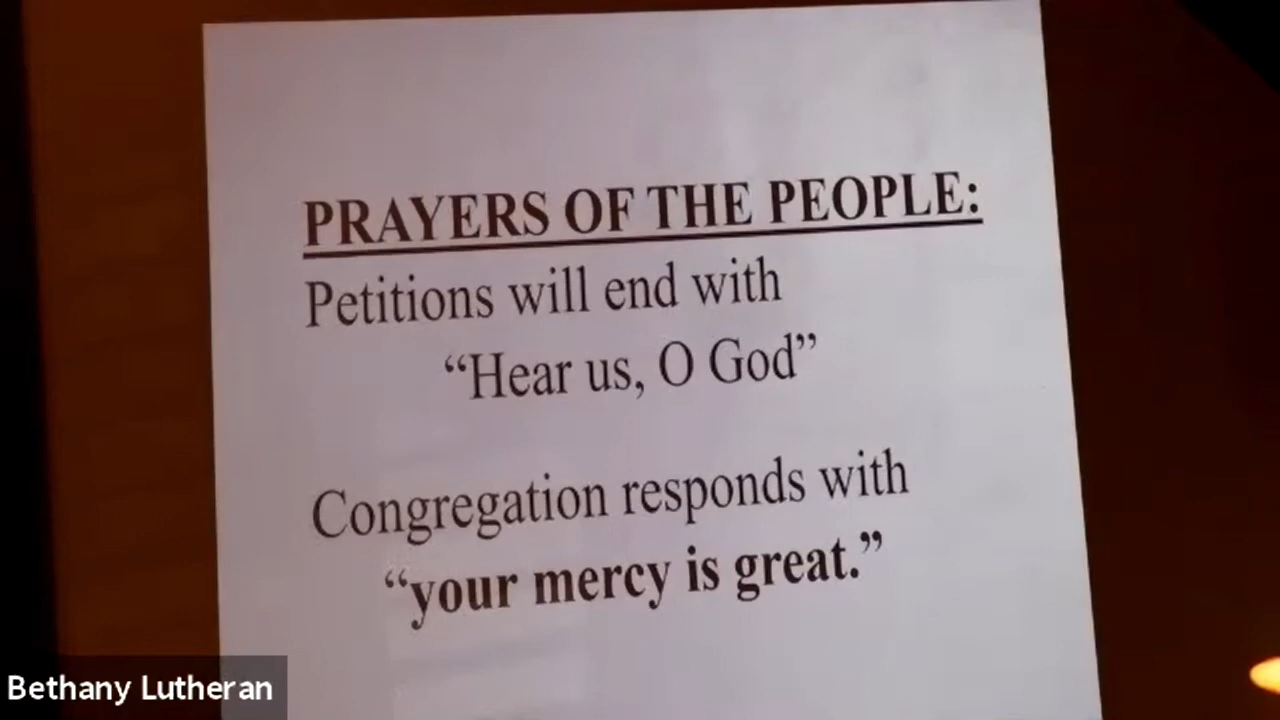 PRAYERS OF THE PEOPLE:
Petitions will end with
“Hear us, O God”
Congregation responds with
“your mercy is great.”
Bethany Lutheran